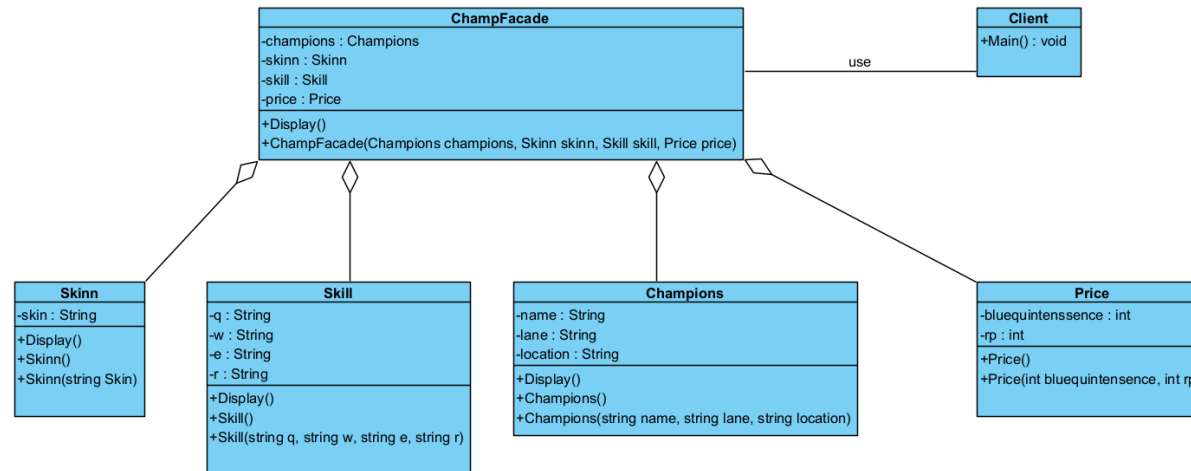 ChampFacade
-champions : Champions
-skinn : Skinn
-skill : Skill
-price : Price
+Display()
+ChampFacade(Champions champions, Skinn skinn, Skill skill, Price price)
Client
+Main() : void
use
Skinn
-skin : String
+Display()
+Skinn()
+Skinn(string Skin)
Skill
-q : String
-w : String
-e : String
-r : String
+Display()
+Skill()
+Skill(string q, string w, string e, string r)
Champions
-name : String
-lane : String
-location : String
+Display()
+Champions()
+Champions(string name, string lane, string location)
Price
-bluequintenssence : int
-rp : int
+Price()
+Price(int bluequintensence, int rp